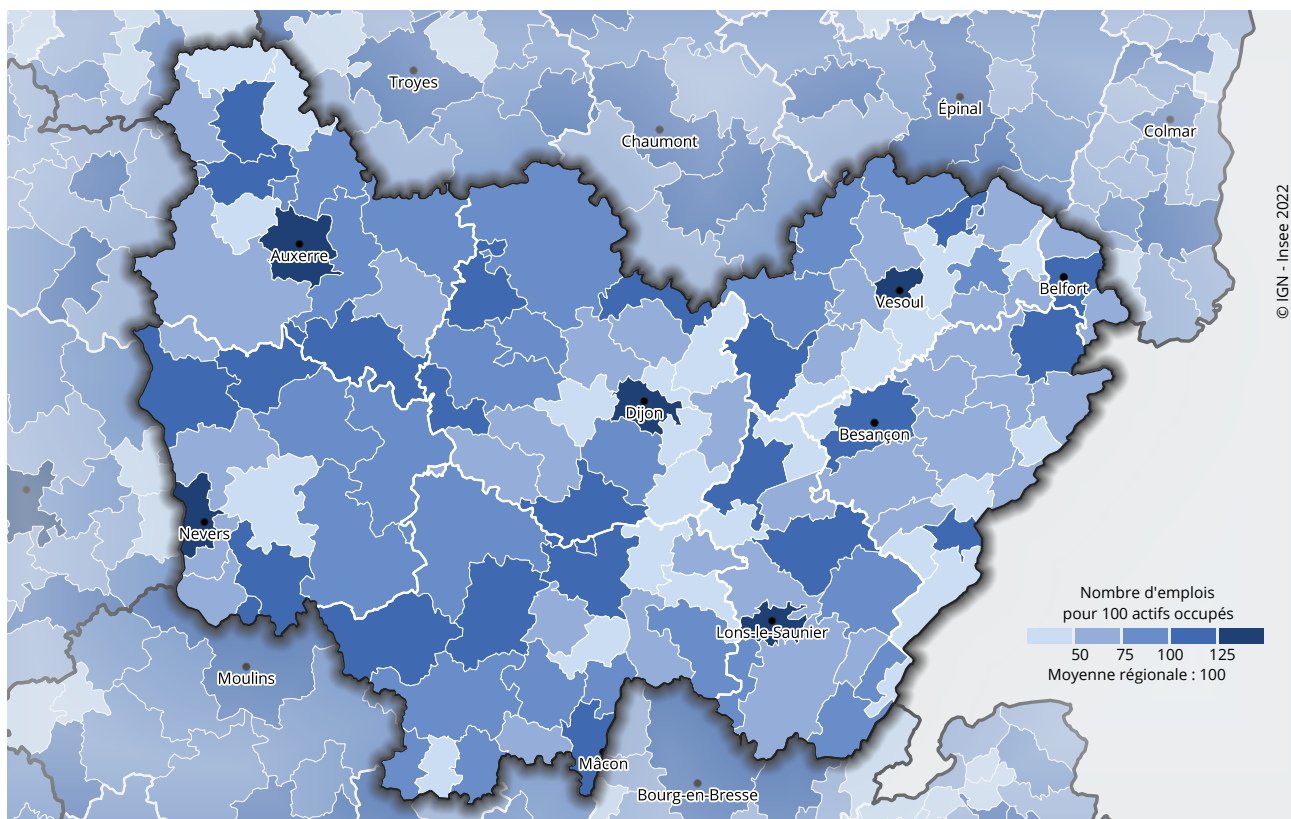 Troyes
Épinal
Colmar
Chaumont
© IGN - Insee 2022
Auxerre
Belfort
Vesoul
Dijon
Besançon
Nevers
Nombre d'emplois
pour 100 actifs occupés
50 75 100 125
Moyenne régionale : 100
Lons-le-Saunier
Moulins
Mâcon
Bourg-en-Bresse